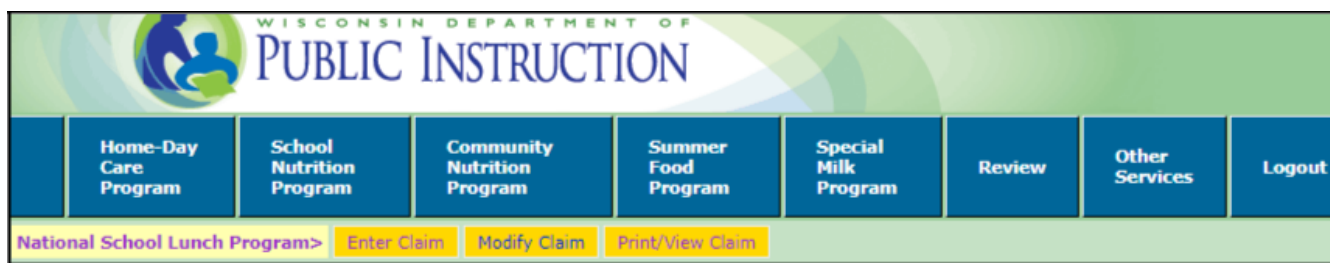 WISCONSIN DEPARTMENT OF
PUBLIC INSTRUCTION
Home-Day
Care
Program
School
Nutrition
Program
Community
Nutrition
Program
Summer
Food
Program
Special
Milk
Program
Review
Other
Services
Logout
National School Lunch Program> Enter Claim Modify Claim Print/View Claim